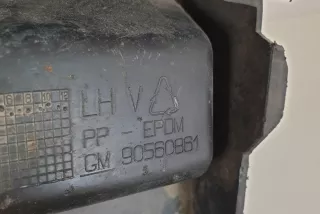 LH V
PP - EPDM
GM 90560861